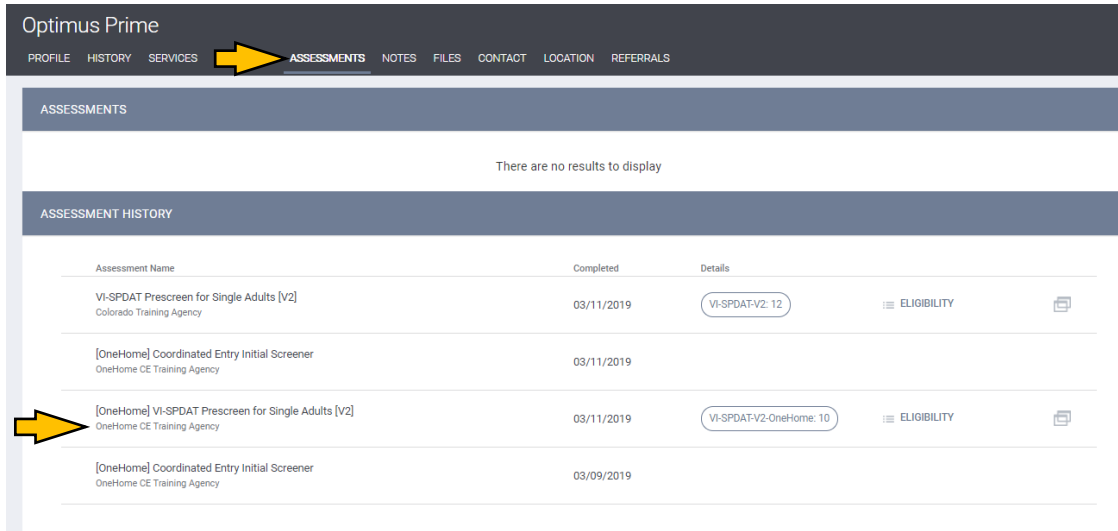 Optimus Prime
PROFILE HISTORY SERVICES ASSESSMENTS NOTES FILES CONTACT LOCATION REFERRALS
ASSESSMENTS
There are no results to display
ASSESSMENT HISTORY
Assessment Name Completed Details
VI-SPDAT Prescreen for Single Adults [V2]
Colorado Training Agency
03/11/2019 VI-SPDAT-V2: 12 ELIGIBILITY
[OneHome] Coordinated Entry Initial Screener
OneHome CE Training Agency
03/11/2019
[OneHome] VI-SPDAT Prescreen for Single Adults [V2]
OneHome CE Training Agency
03/11/2019 VI-SPDAT-V2-OneHome: 10 ELIGIBILITY
[OneHome] Coordinated Entry Initial Screener
OneHome CE Training Agency
03/09/2019